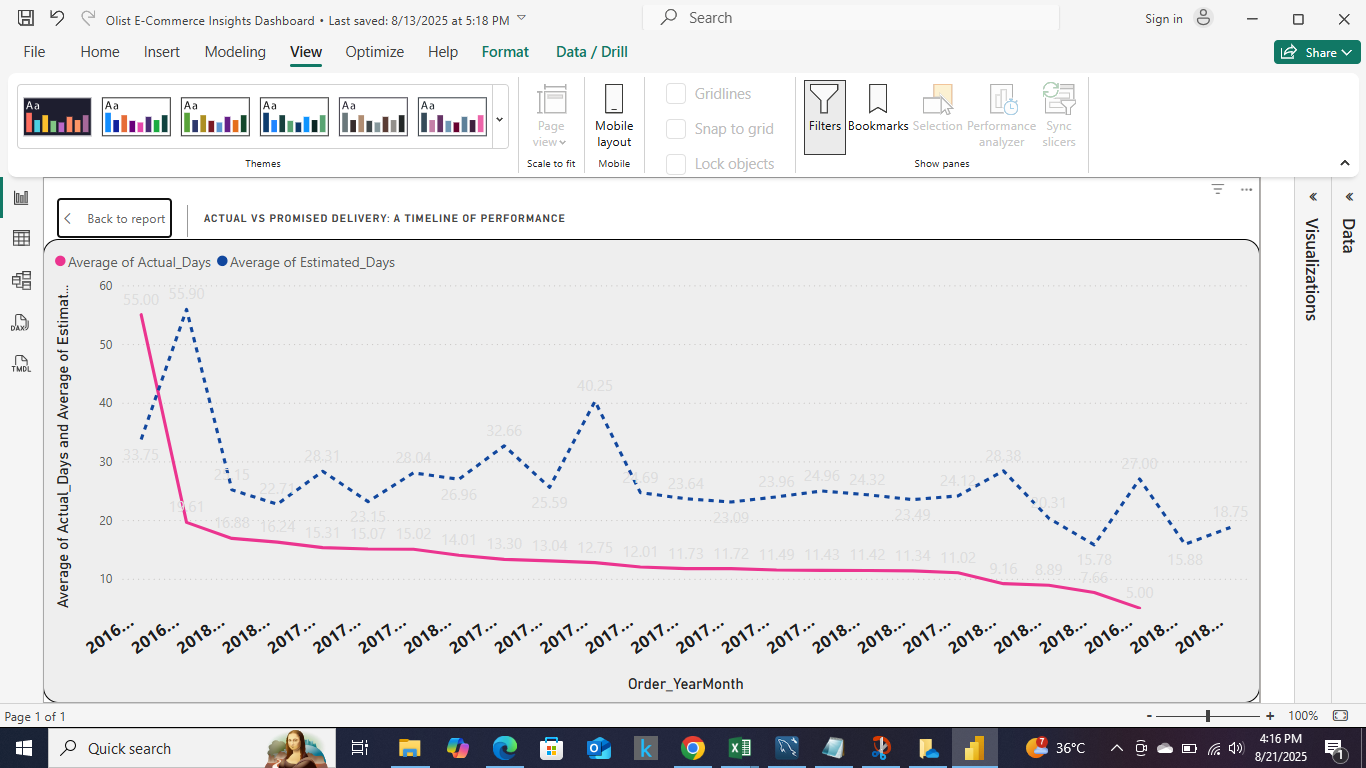 Olist E-Commerce Insights Dashboard • Last saved: 8/13/2025 at 5:18 PM
Search
Sign in
File Home Insert Modeling View Optimize Help Format Data / Drill
Share
Aa Aa Aa Aa Aa Aa
Page view
Mobile layout
Gridlines
Snap to grid
Lock objects
Filters
Bookmarks
Selection
Performance analyzer
Sync slicers
Themes
Scale to fit
Mobile
Show panes
DAX
TMDL
Back to report
ACTUAL VS PROMISED DELIVERY: A TIMELINE OF PERFORMANCE
Average of Actual_Days Average of Estimated_Days
Average of Actual_Days and Average of Estimat...
60
50
40
30
20
10
55.00 55.90
40.25
32.66
33.75 28.31 28.04 28.38 27.00
22.71 23.15 26.96 25.59 23.64 23.09 23.96 24.96 24.32 23.49 24.12
18.75
15.78 15.88
16.88 16.24 15.31 15.07 15.02 14.01 13.30 13.04 12.75 12.01 11.73 11.72 11.49 11.43 11.42 11.34 11.02 9.16 8.89 7.66 5.00
2016... 2016... 2018... 2018... 2017... 2017... 2017... 2018... 2017... 2017... 2017... 2017... 2017... 2017... 2017... 2017... 2018... 2018... 2017... 2018... 2018... 2018... 2016... 2018... 2018...
Order_YearMonth
Visualizations
Data
Page 1 of 1
- + 100%
Quick search
36°C
4:16 PM
8/21/2025
1